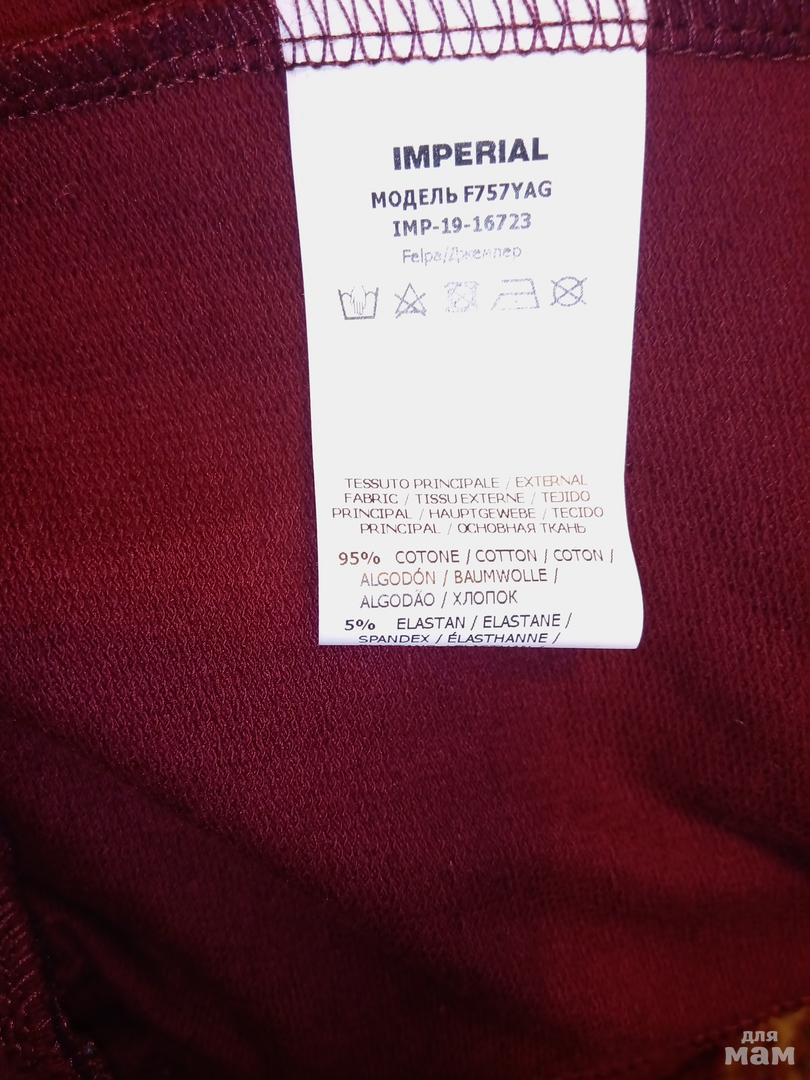 IMPERIAL
МОДЕЛЬ F757YAG
IMP-19-16723
Felpa/Джемпер
TESSUTO PRINCIPALE / EXTERNAL
FABRIC / TISSU EXTERNE / TEJIDO
PRINCIPAL / HAUPTGEWEBE / TECIDO
PRINCIPAL / ОСНОВНАЯ ТКАНЬ
95% COTONE / COTTON / COTON /
ALGODÓN / BAUMWOLLE /
ALGODÃO / ХЛОПОК
5% ELASTAN / ELASTANE /
SPANDEX / ÉLASTHANNE /
для
мам